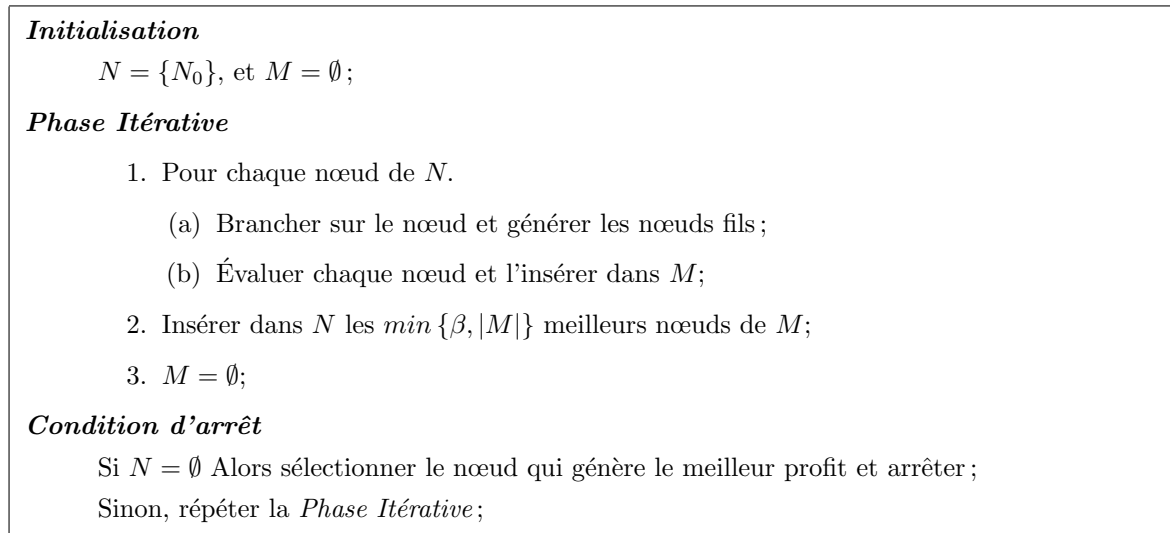 Initialisation
N = {N₀}, et M = ∅ ;
Phase Itérative
1. Pour chaque nœud de N.
(a) Brancher sur le nœud et générer les nœuds fils ;
(b) Évaluer chaque nœud et l'insérer dans M;
2. Insérer dans N les min {β, |M|} meilleurs nœuds de M;
3. M = ∅;
Condition d'arrêt
Si N = ∅ Alors sélectionner le nœud qui génère le meilleur profit et arrêter ;
Sinon, répéter la Phase Itérative ;